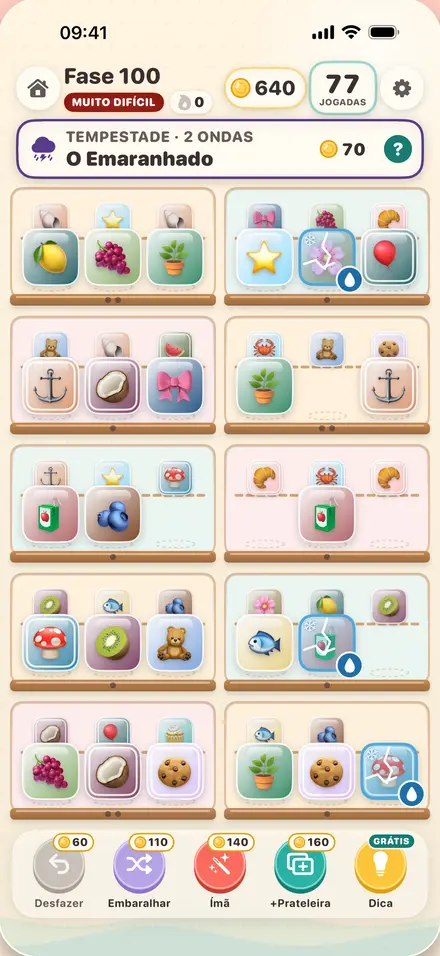 09:41
Fase 100
MUITO DIFÍCIL
0
640
77
JOGADAS
TEMPESTADE · 2 ONDAS
O Emaranhado
70
?
60
110
140
160
GRÁTIS
Desfazer
Embaralhar
Ímã
+Prateleira
Dica